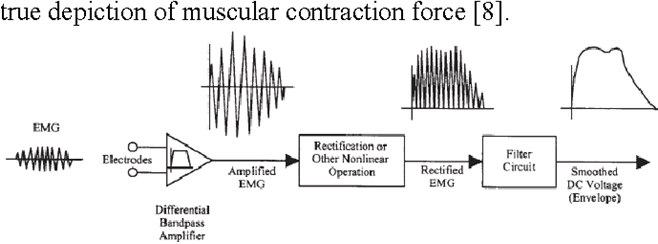 true depiction of muscular contraction force [8].
EMG
Electrodes
Differential
Bandpass
Amplifier
Amplified
EMG
Rectification or
Other Nonlinear
Operation
Rectified
EMG
Filter
Circuit
Smoothed
DC Voltage
(Envelope)